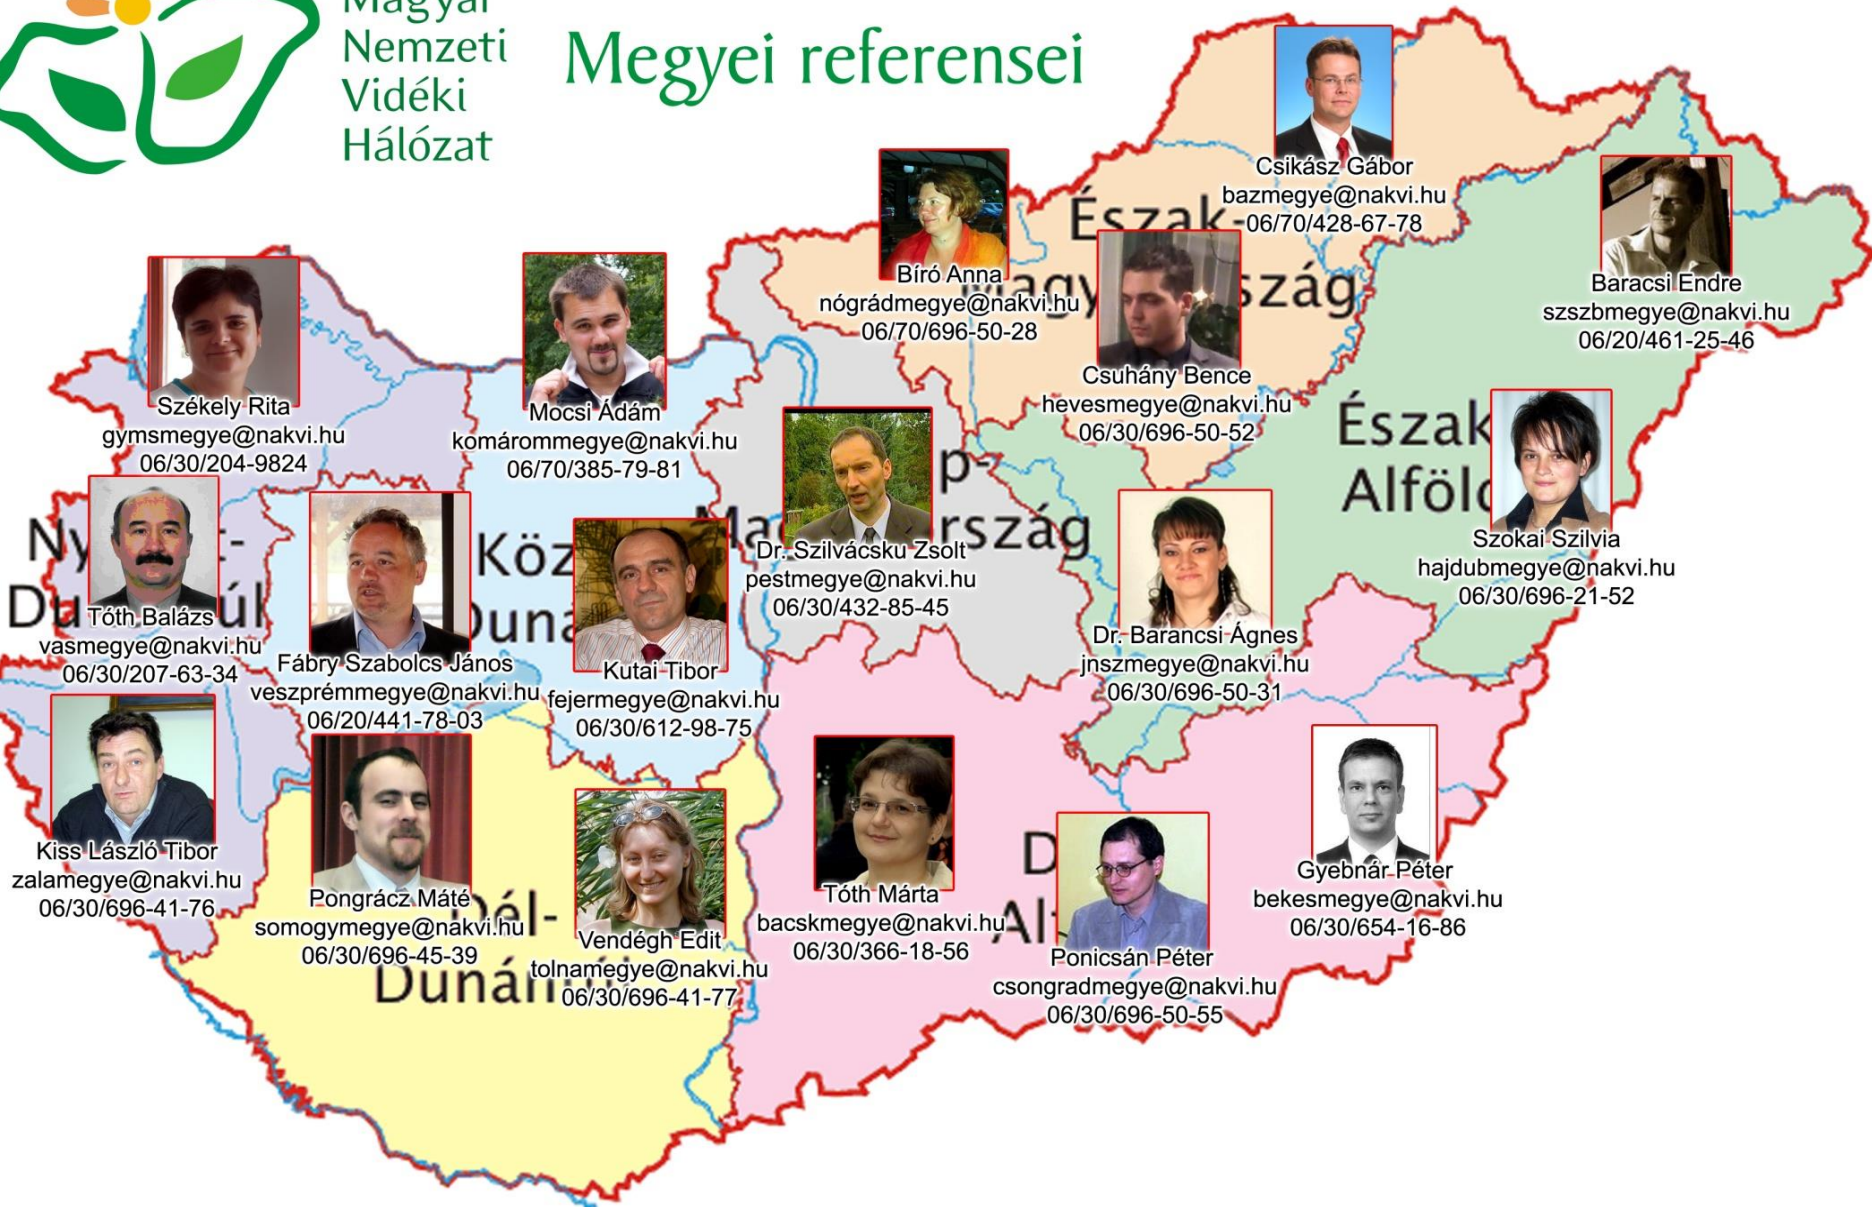 Magyar
Nemzeti
Vidéki
Hálózat
Megyei referensei
Csikász Gábor
bazmegye@nakvi.hu
06/70/428-67-78
Észak-
Bíró Anna
nógrádmegye@nakvi.hu
06/70/696-50-28
Baracsi Endre
szszbmegye@nakvi.hu
06/20/461-25-46
Csuhány Bence
hevesmegye@nakvi.hu
06/30/696-50-52
Székely Rita
gymsmegye@nakvi.hu
06/30/204-9824
Mocsi Ádám
komárommegye@nakvi.hu
06/70/385-79-81
Észak
Alföld
Szokai Szilvia
hajdubmegye@nakvi.hu
06/30/696-21-52
Dr. Szilvácsku Zsolt
pestmegye@nakvi.hu
06/30/432-85-45
Tóth Balázs
vasmegye@nakvi.hu
06/30/207-63-34
Fábry Szabolcs János
veszprémmegye@nakvi.hu
06/20/441-78-03
Kutai Tibor
fejermegye@nakvi.hu
06/30/612-98-75
Dr. Barancsi Ágnes
jnszmegye@nakvi.hu
06/30/696-50-31
Kiss László Tibor
zalamegye@nakvi.hu
06/30/696-41-76
Pongrácz Máté
somogymegye@nakvi.hu
06/30/696-45-39
Vendégh Edit
tolnamegye@nakvi.hu
06/30/696-41-77
Tóth Márta
bacskmegye@nakvi.hu
06/30/366-18-56
Ponicsán Péter
csongradmegye@nakvi.hu
06/30/696-50-55
Gyebnár Péter
bekesmegye@nakvi.hu
06/30/654-16-86